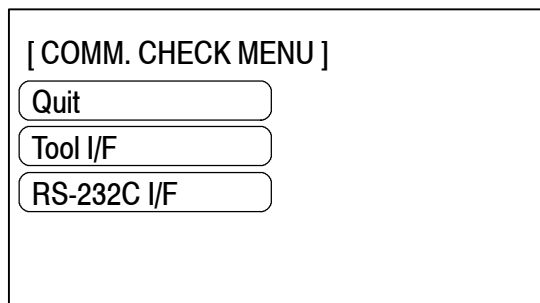 [ COMM. CHECK MENU ]
Quit
Tool I/F
RS-232C I/F